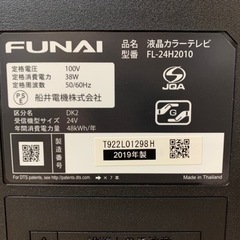 FUNAI
品名 液晶カラーテレビ
型番 FL-24H2010
定格電圧: 100V
定格消費電力: 38W
定格周波数: 50/60Hz
JQA
船井電機株式会社
G
区分名: DK2
受信機型サイズ: 24V
年間消費電力量: 48kWh/年
T922L01298H
2019年製
Made in Thailand